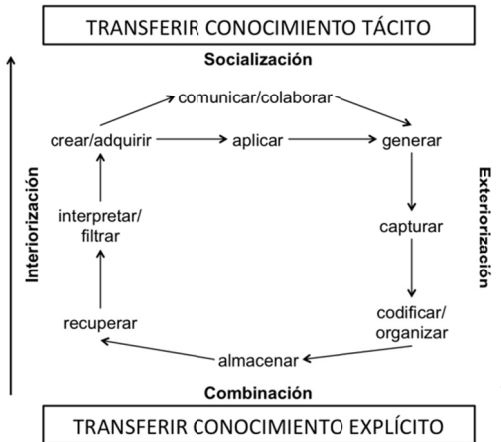 TRANSFERIR CONOCIMIENTO TÁCITO
Socialización
comunicar/colaborar
crear/adquirir
aplicar
generar
Interiorización
interpretar/
filtrar
capturar
Exteriorización
recuperar
codificar/
organizar
almacenar
Combinación
TRANSFERIR CONOCIMIENTO EXPLÍCITO